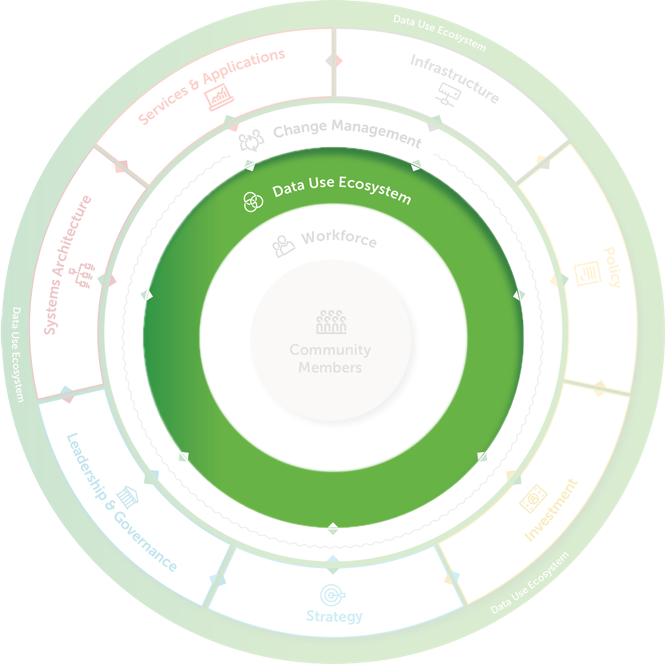 Data Use Ecosystem
Services & Applications
Infrastructure
Change Management
Data Use Ecosystem
Workforce
Systems Architecture
Policy
Community
Members
Data Use Ecosystem
Leadership & Governance
Investment
Data Use Ecosystem
Strategy